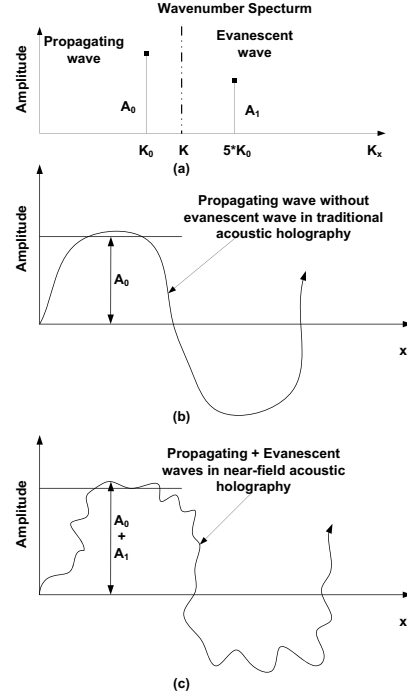 Wavenumber Specturm
Propagating
wave
Evanescent
wave
Amplitude
A0
A1
K0
K
5*K0
Kx
(a)
Amplitude
Propagating wave without
evanescent wave in traditional
acoustic holography
A0
x
(b)
Amplitude
Propagating + Evanescent
waves in near-field acoustic
holography
A0
+
A1
x
(c)